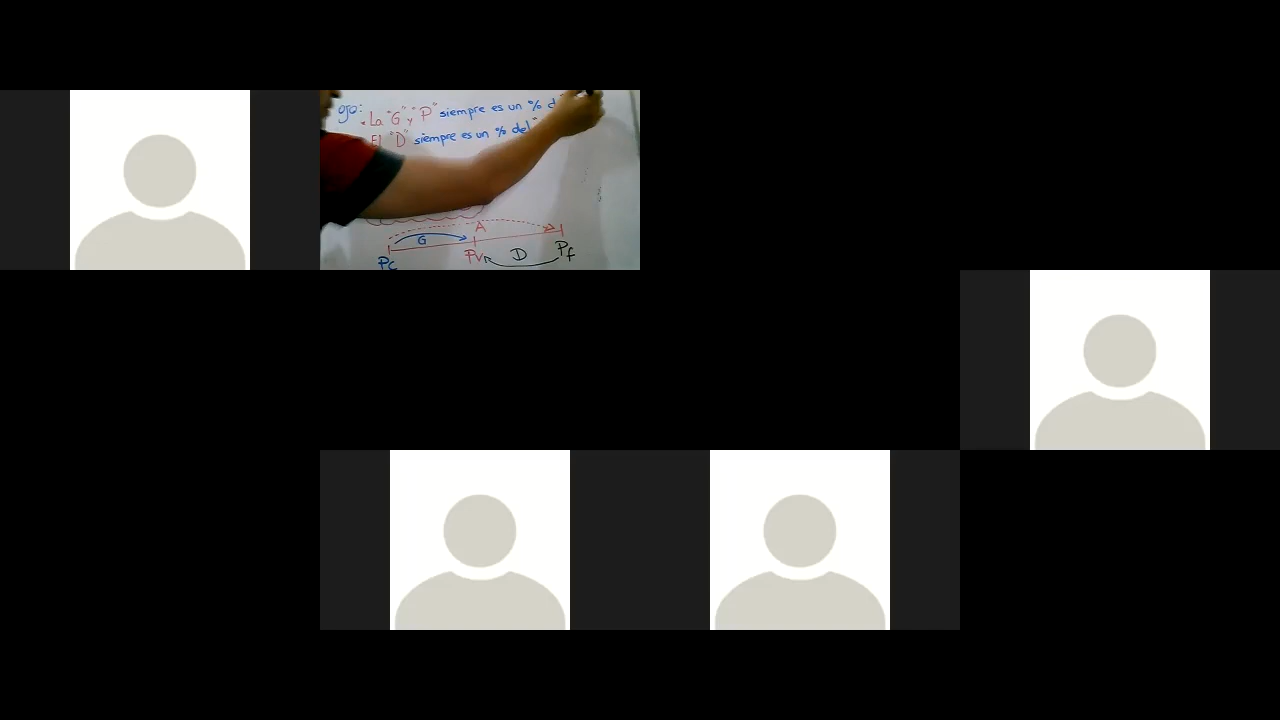 OJO:
• La "G" y "P" siempre es un % d
El "D" siempre es un % del "
A
G
D
Pc
Pv
Pf